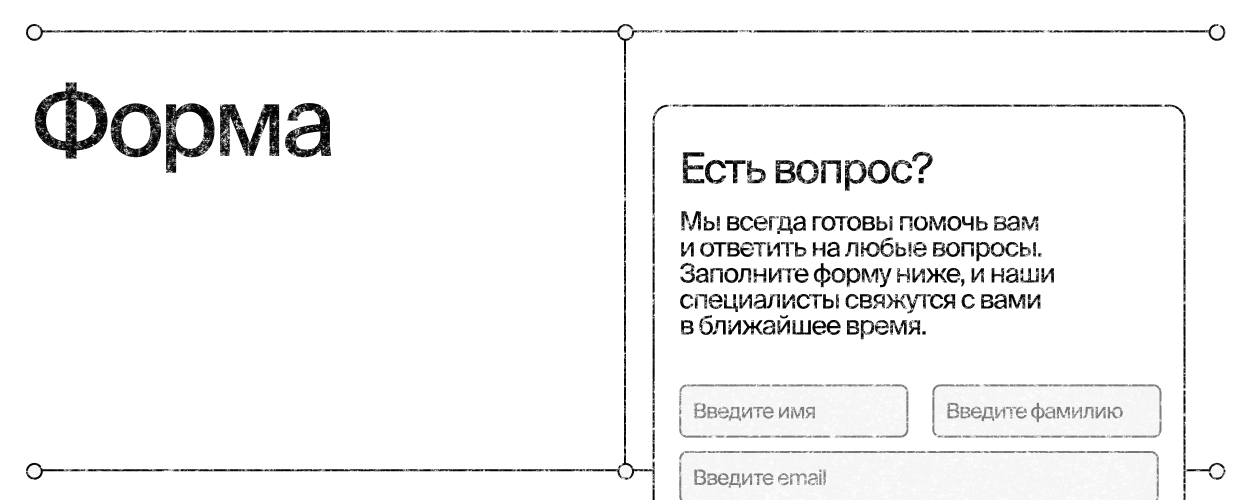 Форма
Есть вопрос?
Мы всегда готовы помочь вам
и ответить на любые вопросы.
Заполните форму ниже, и наши
специалисты свяжутся с вами
в ближайшее время.
Введите имя
Введите фамилию
Введите email